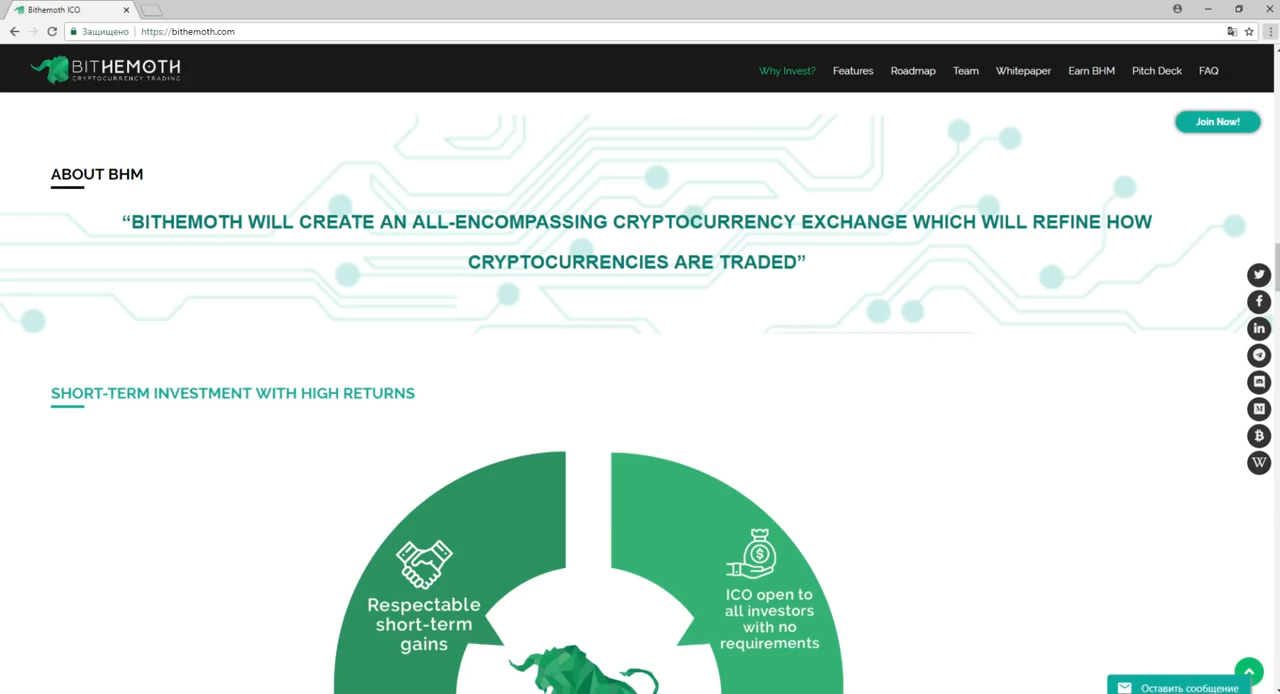 Bithemoth ICO
Защищено
https://bithemoth.com
BITHEMOTH
CRYPTOCURRENCY TRADING
Why Invest?
Features
Roadmap
Team
Whitepaper
Earn BHM
Pitch Deck
FAQ
Join Now!
ABOUT BHM
“BITHEMOTH WILL CREATE AN ALL-ENCOMPASSING CRYPTOCURRENCY EXCHANGE WHICH WILL REFINE HOW
CRYPTOCURRENCIES ARE TRADED”
SHORT-TERM INVESTMENT WITH HIGH RETURNS
Respectable
short-term
gains
ICO open to
all investors
with no
requirements
Оставить сообщение